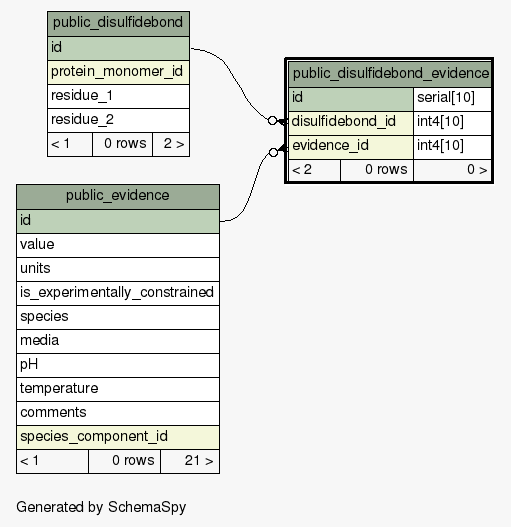 public_disulfidebond
id
protein_monomer_id
residue_1
residue_2
< 1 0 rows 2 >
public_disulfidebond_evidence
id serial[10]
disulfidebond_id int4[10]
evidence_id int4[10]
< 2 0 rows 0 >
public_evidence
id
value
units
is_experimentally_constrained
species
media
pH
temperature
comments
species_component_id
< 1 0 rows 21 >
Generated by SchemaSpy